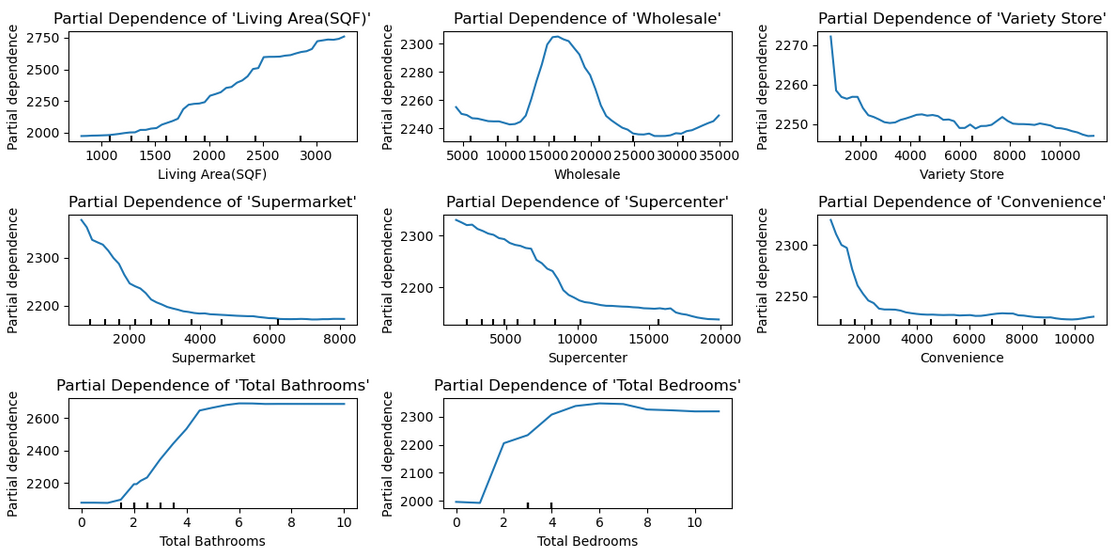 Partial Dependence of 'Living Area(SQF)'
Partial dependence
2750
2500
2250
2000
1000 1500 2000 2500 3000
Living Area(SQF)
Partial Dependence of 'Wholesale'
Partial dependence
2300
2280
2260
2240
5000 10000 15000 20000 25000 30000 35000
Wholesale
Partial Dependence of 'Variety Store'
Partial dependence
2270
2260
2250
2000 4000 6000 8000 10000
Variety Store
Partial Dependence of 'Supermarket'
Partial dependence
2300
2200
2000 4000 6000 8000
Supermarket
Partial Dependence of 'Supercenter'
Partial dependence
2300
2200
5000 10000 15000 20000
Supercenter
Partial Dependence of 'Convenience'
Partial dependence
2300
2250
2000 4000 6000 8000 10000
Convenience
Partial Dependence of 'Total Bathrooms'
Partial dependence
2600
2400
2200
0 2 4 6 8 10
Total Bathrooms
Partial Dependence of 'Total Bedrooms'
Partial dependence
2300
2200
2100
2000
0 2 4 6 8 10
Total Bedrooms